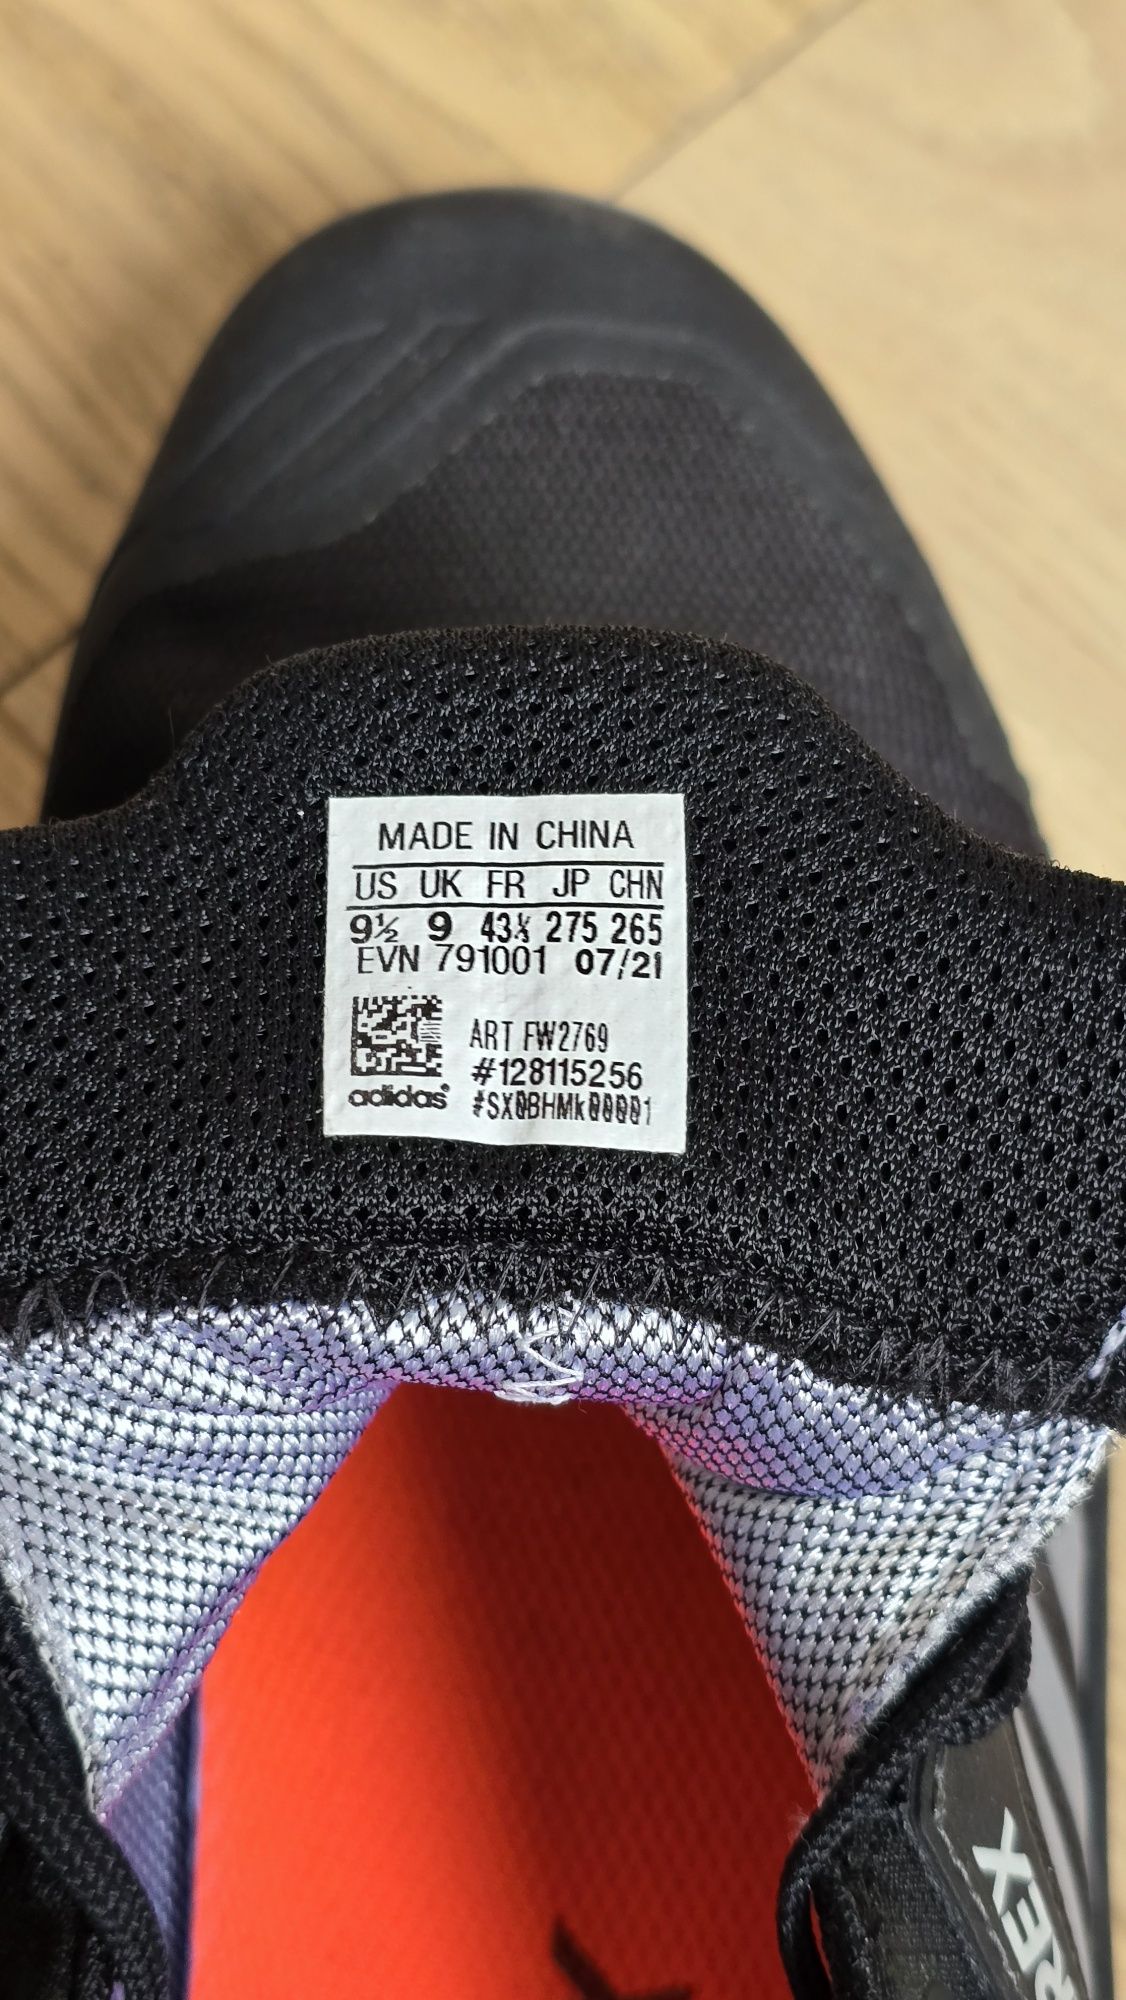 MADE IN CHINA
US UK FR JP CHN
9½ 9 43⅓ 275 265
EVN 791001 07/21
ART FW2769
#128115256
adidas®
#SX0BHMk00001
REX